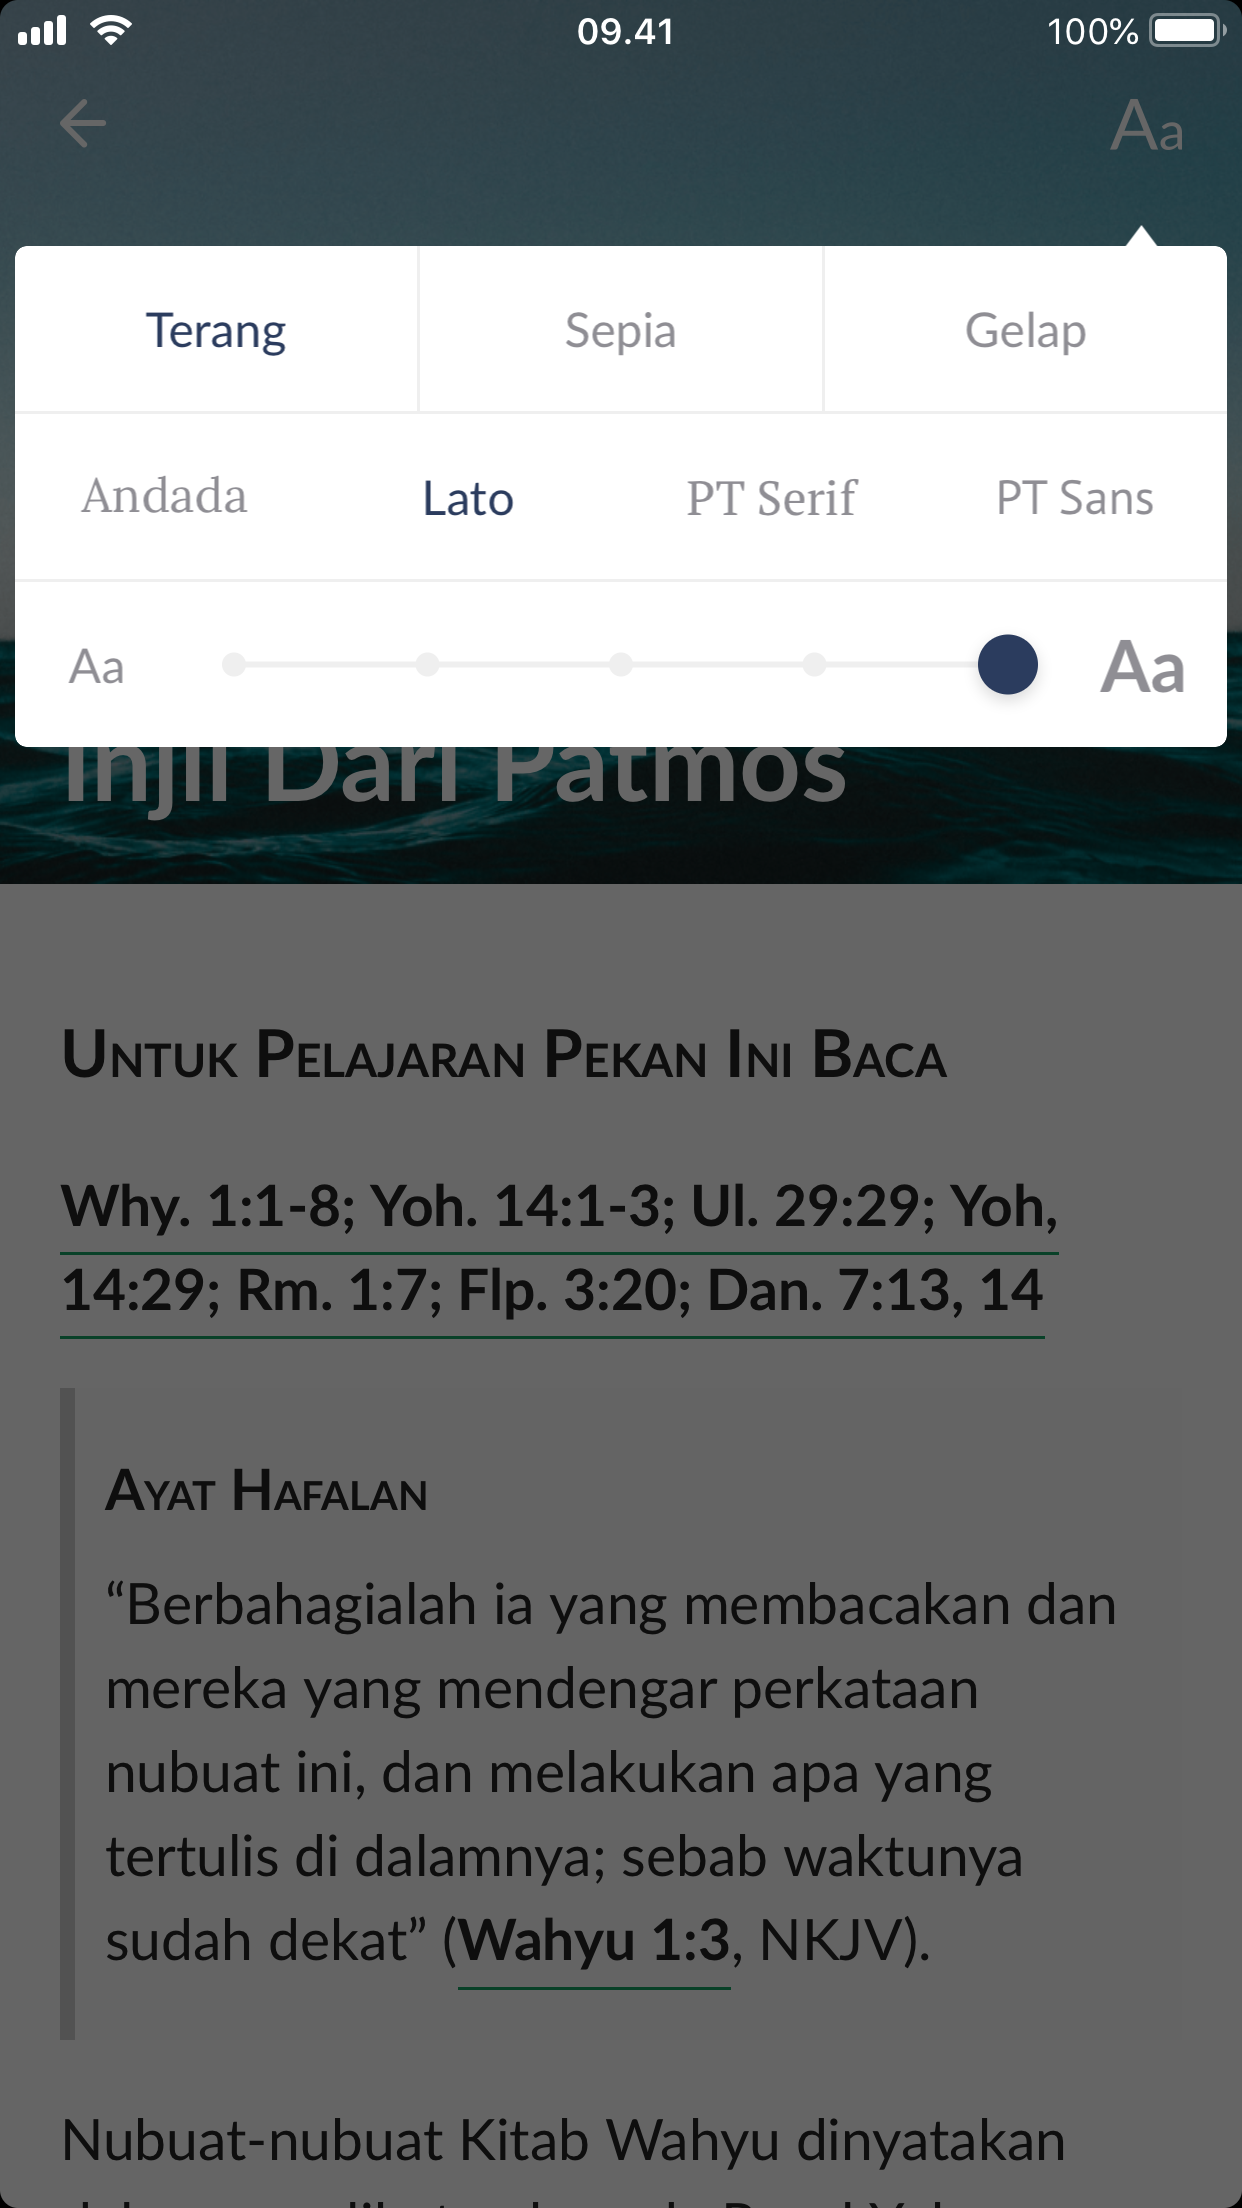 09.41
100%
Aa
Terang
Sepia
Gelap
Andada
Lato
PT Serif
PT Sans
Aa
Aa
Injil Dari Patmos
Untuk Pelajaran Pekan Ini Baca
Why. 1:1-8; Yoh. 14:1-3; Ul. 29:29; Yoh,
14:29; Rm. 1:7; Flp. 3:20; Dan. 7:13, 14
Ayat Hafalan
“Berbahagialah ia yang membacakan dan
mereka yang mendengar perkataan
nubuat ini, dan melakukan apa yang
tertulis di dalamnya; sebab waktunya
sudah dekat” (Wahyu 1:3, NKJV).
Nubuat-nubuat Kitab Wahyu dinyatakan